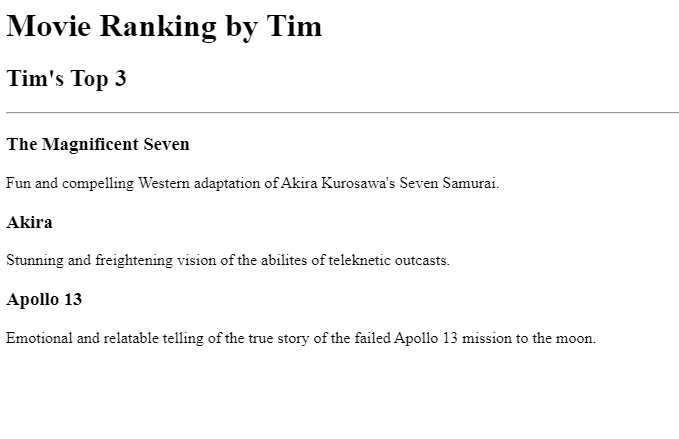 Movie Ranking by Tim
Tim's Top 3
The Magnificent Seven
Fun and compelling Western adaptation of Akira Kurosawa's Seven Samurai.
Akira
Stunning and freightening vision of the abilites of teleknetic outcasts.
Apollo 13
Emotional and relatable telling of the true story of the failed Apollo 13 mission to the moon.